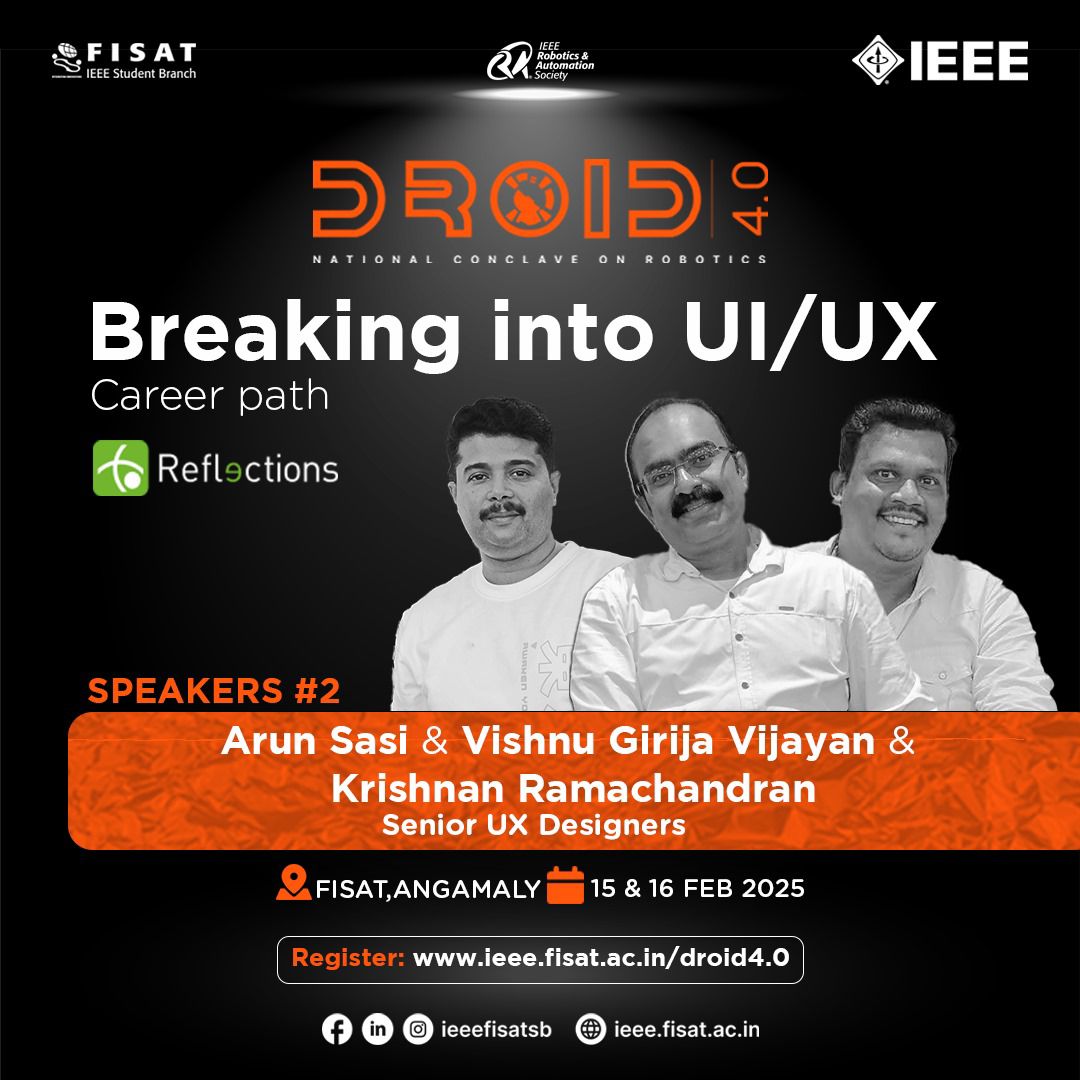 FISAT
IEEE Student Branch
IEEE
Robotics &
Automation
Society
IEEE
DROID 4.0
NATIONAL CONCLAVE ON ROBOTICS
Breaking into UI/UX
Career path
Reflections
SPEAKERS #2
Arun Sasi & Vishnu Girija Vijayan &
Krishnan Ramachandran
Senior UX Designers
FISAT,ANGAMALY 15 & 16 FEB 2025
Register: www.ieee.fisat.ac.in/droid4.0
ieeefisatsb ieee.fisat.ac.in